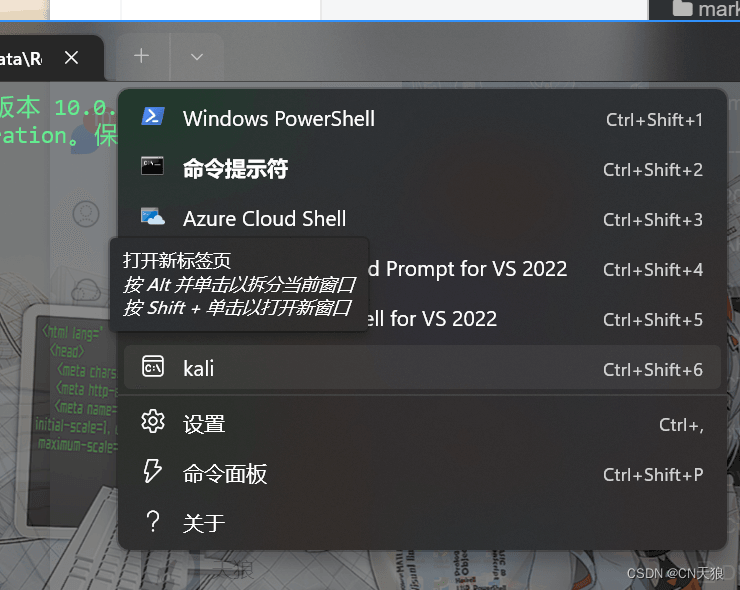 mark
ata\R
版本 10.0.
ration。保
Windows PowerShell Ctrl+Shift+1
命令提示符 Ctrl+Shift+2
Azure Cloud Shell Ctrl+Shift+3
d Prompt for VS 2022 Ctrl+Shift+4
ell for VS 2022 Ctrl+Shift+5
打开新标签页
按 Alt 并单击以拆分当前窗口
按 Shift + 单击以打开新窗口
kali Ctrl+Shift+6
设置 Ctrl+,
命令面板 Ctrl+Shift+P
关于
<html lang="
<head>
<meta chars
<meta http-
<meta name=
initial-scale=1.
maximum-scale=
天狼
CSDN @CN天狼